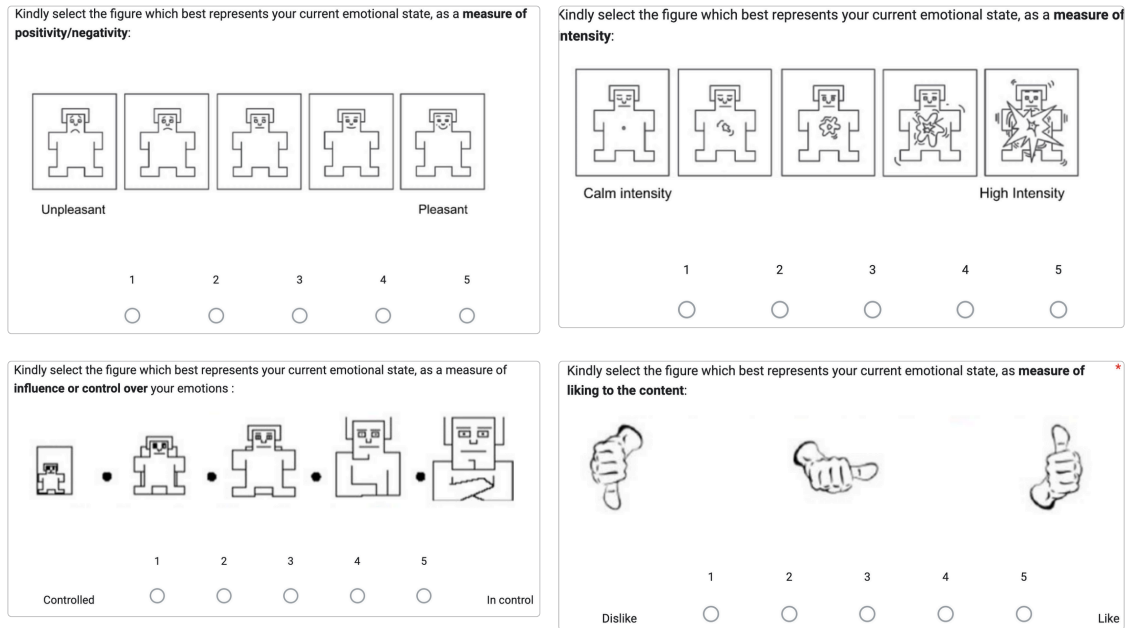 Kindly select the figure which best represents your current emotional state, as a measure of
positivity/negativity:
Unpleasant Pleasant
1 2 3 4 5
Kindly select the figure which best represents your current emotional state, as a measure of
ntensity:
Calm intensity High Intensity
1 2 3 4 5
Kindly select the figure which best represents your current emotional state, as a measure of
influence or control over your emotions :
1 2 3 4 5
Controlled In control
Kindly select the figure which best represents your current emotional state, as measure of *
liking to the content:
1 2 3 4 5
Dislike Like